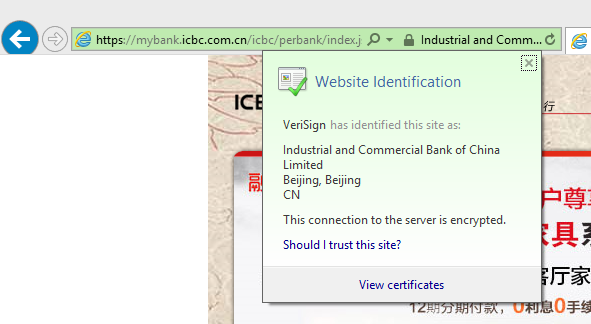 https://mybank.icbc.com.cn/icbc/perbank/index.j
Industrial and Comm...
Website Identification
ICB
行
VeriSign has identified this site as:
Industrial and Commercial Bank of China
Limited
Beijing, Beijing
CN
融
户尊
This connection to the server is encrypted.
家具系
Should I trust this site?
客厅家
View certificates
12期分期付款，0利息0手续